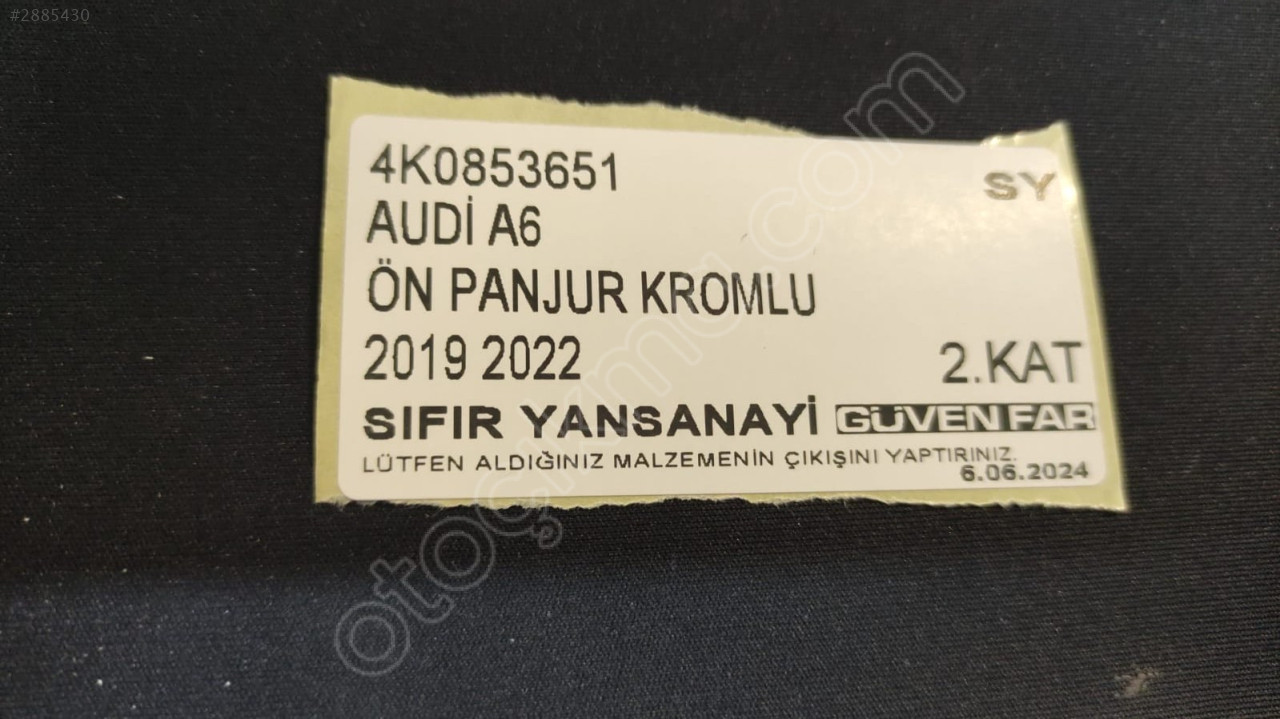 #2885430
4K0853651
SY
AUDİ A6
ÖN PANJUR KROMLU
2019 2022
2.KAT
SIFIR YANSANAYİ GÜVEN FAR
LÜTFEN ALDIĞINIZ MALZEMENİN ÇIKIŞINI YAPTIRINIZ.
6.06.2024
otoçıkma.com